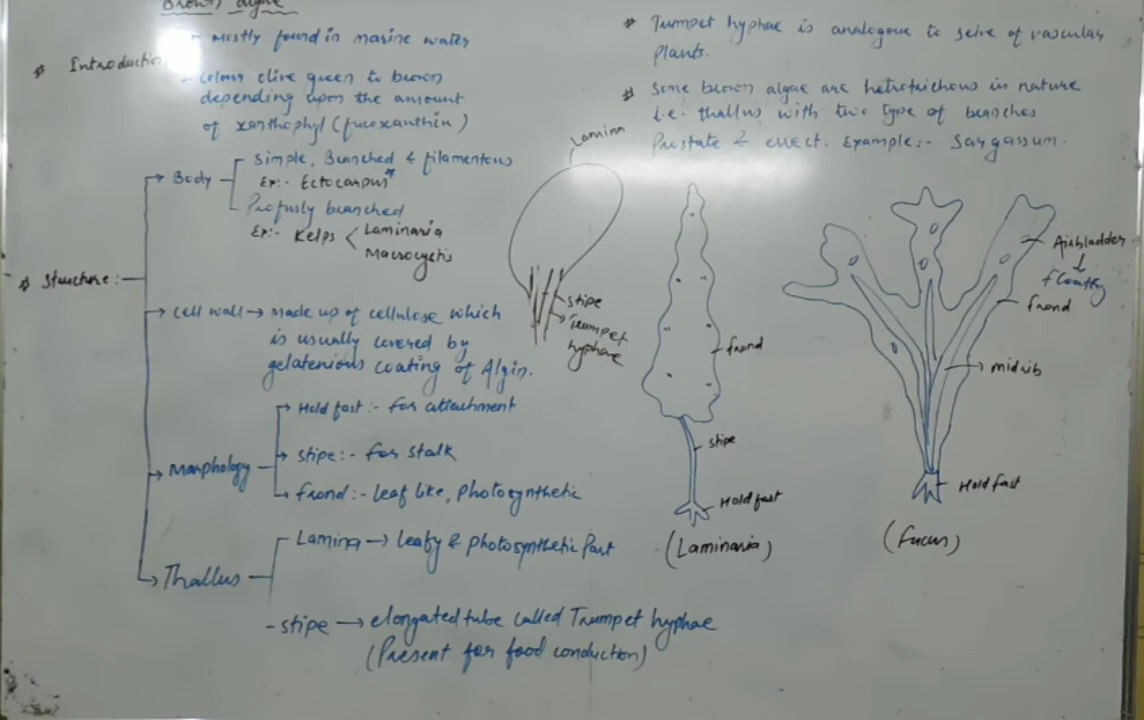 Brown algae
* Introduction
- Mostly found in marine water
- Colour olive green to brown
depending upon the amount
of xanthophyl (fucoxanthin)
* Structure:-
Body
Simple, Branched & filamentous
Ex:- Ectocarpus
Profusly branched
Ex:- Kelps < Laminaria
Macrocystis
cell wall → Made up of cellulose which
is usually covered by
gelatenious coating of Algin.
Morphology
Hold fast :- for attachment
stipe :- for stalk
frond :- leaf like, photosynthetic
Thallus
Lamina → leafy & photosynthetic Part
- stipe → elongated tube called Trumpet hyphae
(Present for food conduction)
* Trumpet hyphae is analogous to seive of vascular
plants.
* Some brown algae are hetrotrichous in nature
i.e. thallus with two type of branches
Prostate & errect. Example:- Sargassum.
Lamina
stipe
Trumpet
hyphae
frond
stipe
Hold fast
(Laminaria)
Airbladder
↓
floating
frond
midrib
Hold fast
(fucus)